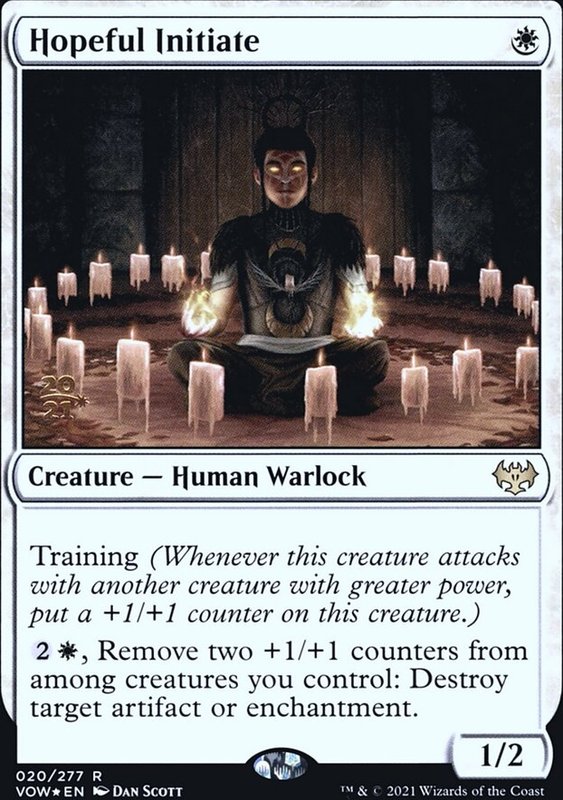 Hopeful Initiate
20
21
Creature — Human Warlock
Training (Whenever this creature attacks
with another creature with greater power,
put a +1/+1 counter on this creature.)
2 , Remove two +1/+1 counters from
among creatures you control: Destroy
target artifact or enchantment.
1/2
020/277 R
VOW★EN Dan Scott
™ & © 2021 Wizards of the Coast